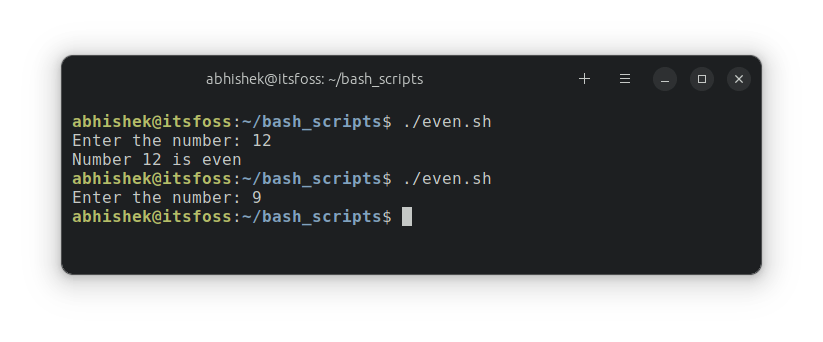 abhishek@itsfoss: ~/bash_scripts
abhishek@itsfoss:~/bash_scripts$ ./even.sh
Enter the number: 12
Number 12 is even
abhishek@itsfoss:~/bash_scripts$ ./even.sh
Enter the number: 9
abhishek@itsfoss:~/bash_scripts$